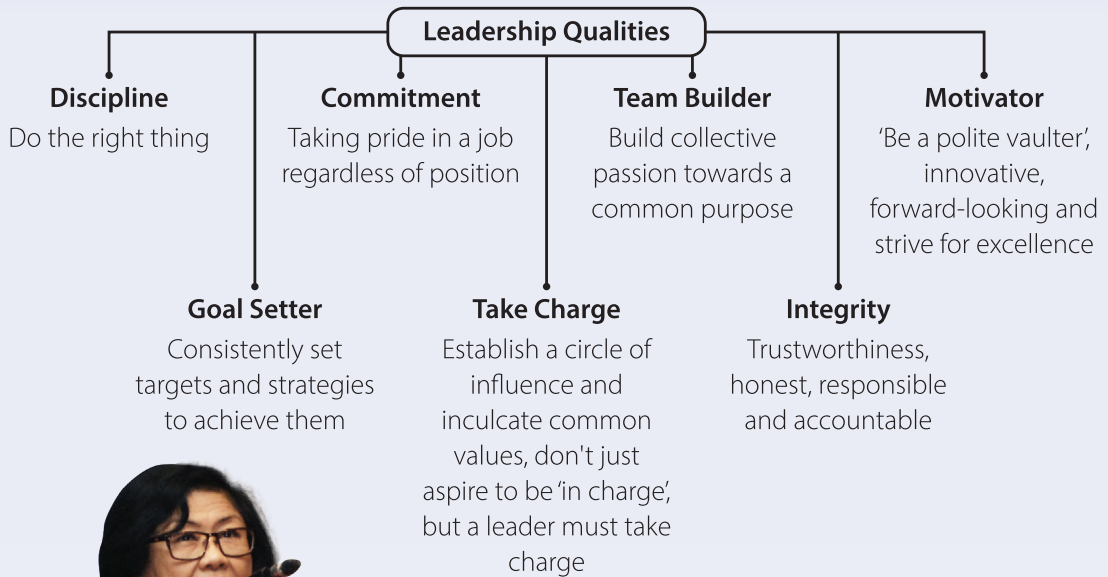 Leadership Qualities
Discipline
Do the right thing
Commitment
Taking pride in a job
regardless of position
Team Builder
Build collective
passion towards a
common purpose
Motivator
‘Be a polite vaulter’,
innovative,
forward-looking and
strive for excellence
Goal Setter
Consistently set
targets and strategies
to achieve them
Take Charge
Establish a circle of
influence and
inculcate common
values, don't just
aspire to be ‘in charge’,
but a leader must take
charge
Integrity
Trustworthiness,
honest, responsible
and accountable